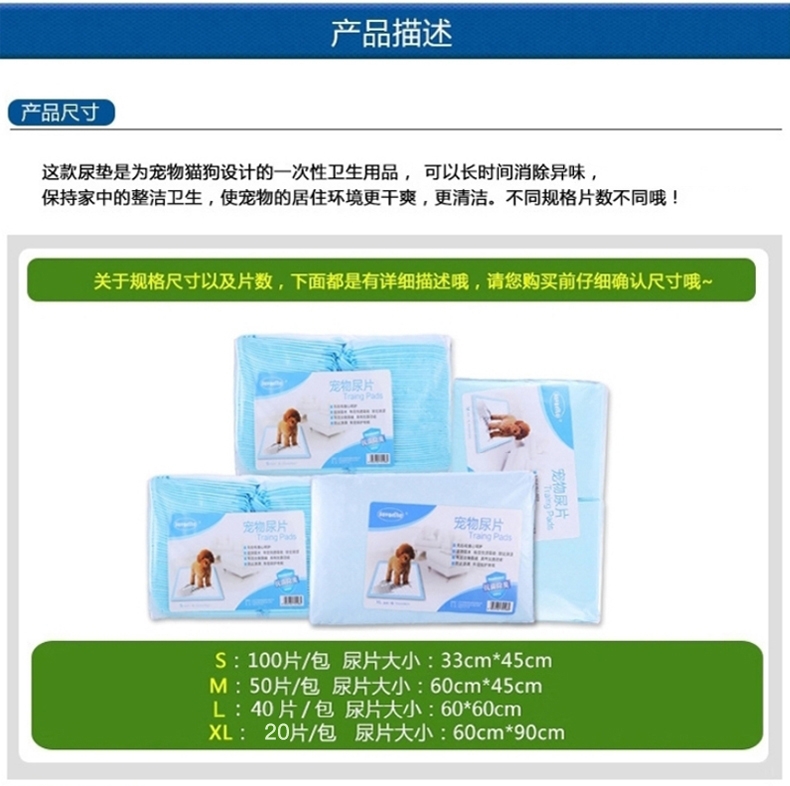 产品描述
产品尺寸
这款尿垫是为宠物猫狗设计的一次性卫生用品， 可以长时间消除异味，
保持家中的整洁卫生，使宠物的居住环境更干爽，更清洁。不同规格片数不同哦！
关于规格尺寸以及片数，下面都是有详细描述哦，请您购买前仔细确认尺寸哦~
宠物尿片
Traing Pads
宠物尿片
Traing Pads
宠物尿片
Traing Pads
宠物尿片
Traing Pads
S：100片/包 尿片大小：33cm*45cm
M：50片/包 尿片大小：60cm*45cm
L：40片/包 尿片大小：60*60cm
XL： 20片/包 尿片大小：60cm*90cm